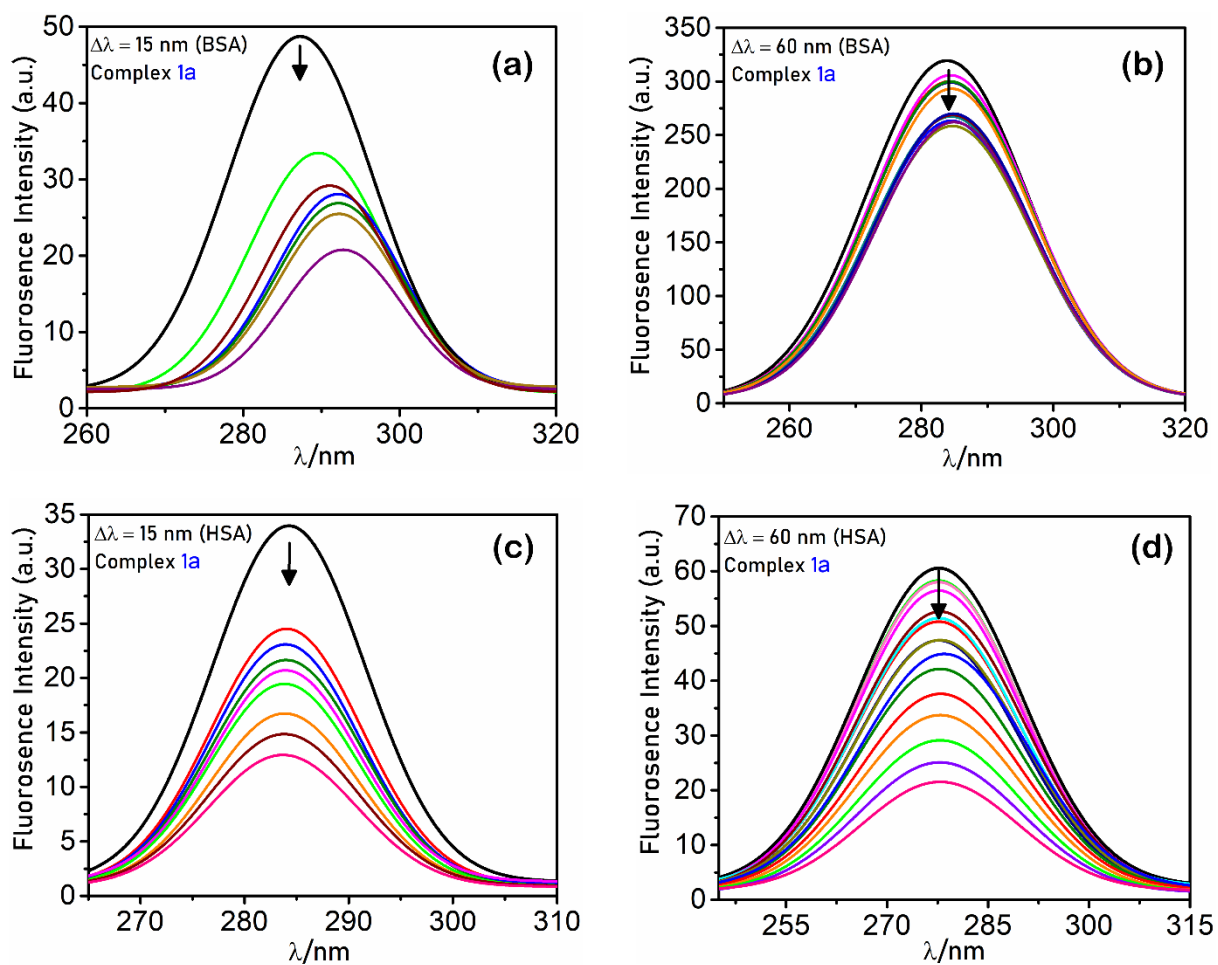 Δλ = 15 nm (BSA)
Complex 1a
(a)
Fluorosence Intensity (a.u.)
50
40
30
20
10
0
260 280 300 320
λ/nm
Δλ = 60 nm (BSA)
Complex 1a
(b)
Fluorosence Intensity (a.u.)
350
300
250
200
150
100
50
0
260 280 300 320
λ/nm
Δλ = 15 nm (HSA)
Complex 1a
(c)
Fluorosence Intensity (a.u.)
35
30
25
20
15
10
5
0
270 280 290 300 310
λ/nm
Δλ = 60 nm (HSA)
Complex 1a
(d)
Fluorosence Intensity (a.u.)
70
60
50
40
30
20
10
0
255 270 285 300 315
λ/nm